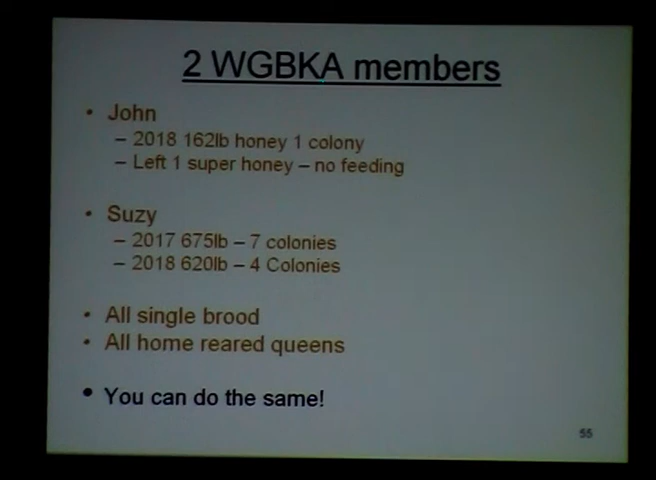 2 WGBKA members
• John
– 2018 162lb honey 1 colony
– Left 1 super honey – no feeding
• Suzy
– 2017 675lb – 7 colonies
– 2018 620lb – 4 Colonies
• All single brood
• All home reared queens
• You can do the same!
55